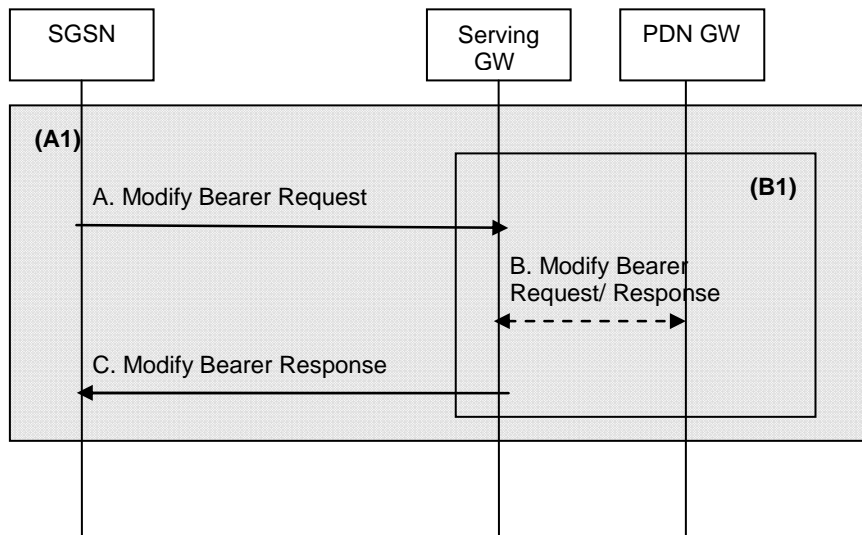 SGSN
Serving
GW
PDN GW
(A1)
(B1)
A. Modify Bearer Request
B. Modify Bearer
Request/ Response
C. Modify Bearer Response